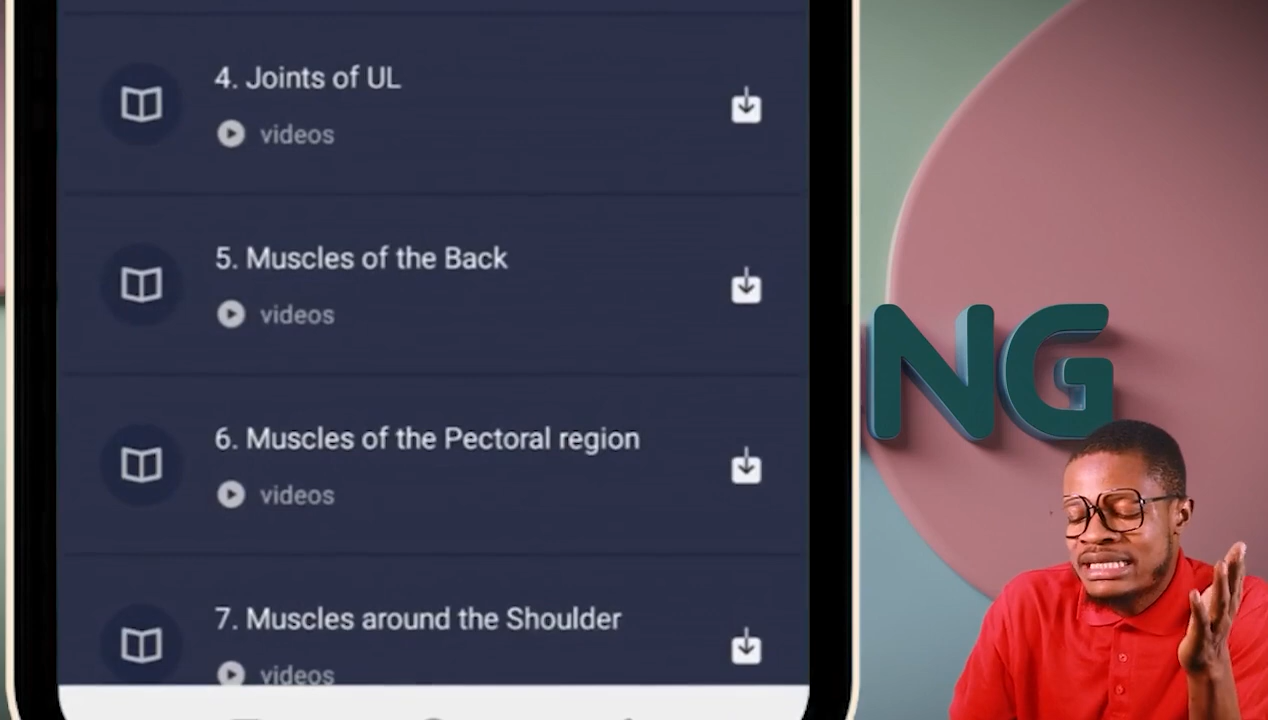 4. Joints of UL
videos
5. Muscles of the Back
videos
6. Muscles of the Pectoral region
videos
NG
7. Muscles around the Shoulder
videos